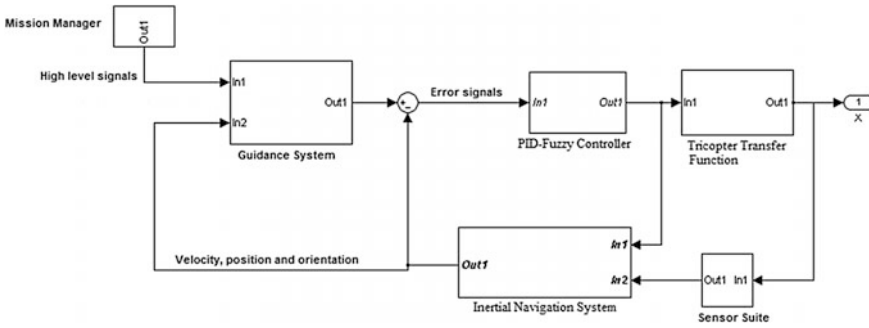 Mission Manager
Out1
High level signals
In1
In2
Out1
Guidance System
+
-
Error signals
In1
Out1
PID-Fuzzy Controller
In1
Out1
Tricopter Transfer
Function
1
X
Velocity, position and orientation
Out1
In1
In2
Inertial Navigation System
Out1
In1
Sensor Suite